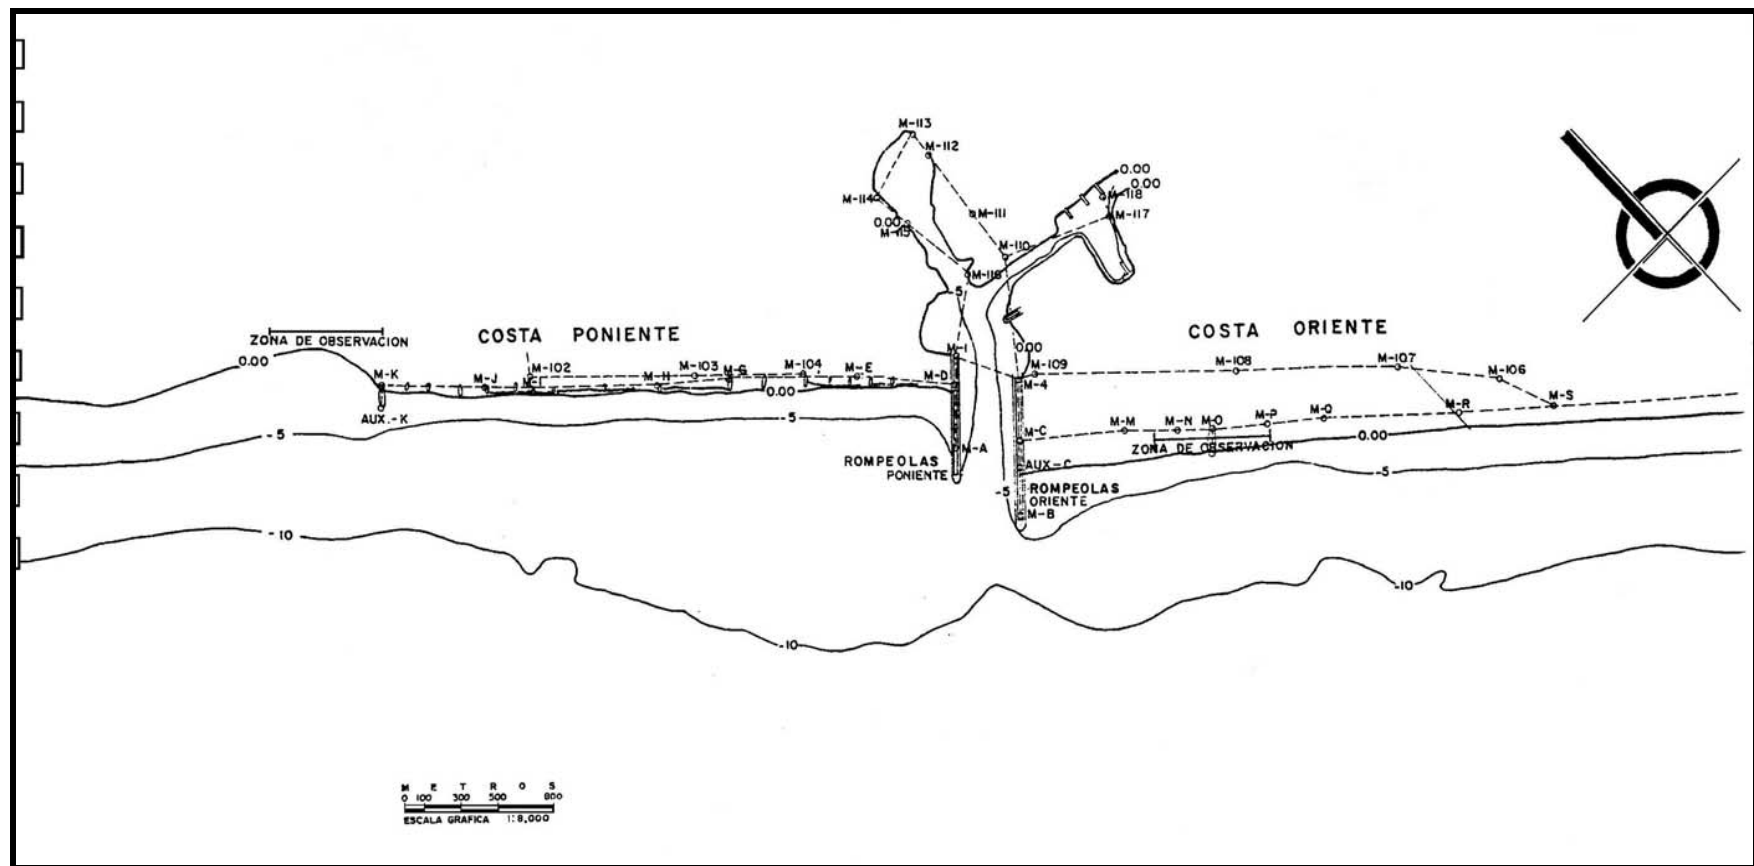 M-113
M-112
0.00
0.00
M-114
M-118
M-111
M-117
0.00
M-115
M-110
M-116
-5
COSTA PONIENTE
COSTA ORIENTE
ZONA DE OBSERVACION
0.00
M-1
0.00
M-K
M-J
M-102
M-I
M-H
M-103
M-G
M-104
M-E
M-D
M-109
M-4
M-108
M-107
M-106
M-S
AUX.-K
0.00
-5
-5
M-C
M-M
M-N
M-O
M-P
M-Q
M-R
0.00
ZONA DE OBSERVACION
M-A
ROMPEOLAS
PONIENTE
AUX-C
-5
-5
ROMPEOLAS
ORIENTE
M-B
-10
-10
-10
METROS
0 100 300 500 800
ESCALA GRAFICA 1:8,000